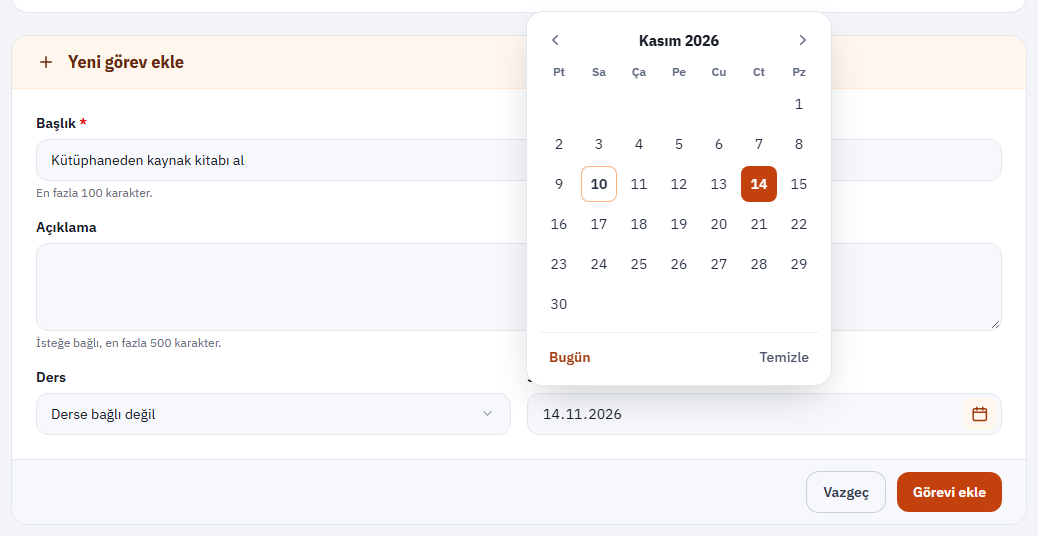 Yeni görev ekle
Başlık *
Kütüphaneden kaynak kitabı al
En fazla 100 karakter.
Açıklama
İsteğe bağlı, en fazla 500 karakter.
Ders
Derse bağlı değil
Kasım 2026
Pt Sa Ça Pe Cu Ct Pz
1
2 3 4 5 6 7 8
9 10 11 12 13 14 15
16 17 18 19 20 21 22
23 24 25 26 27 28 29
30
Bugün Temizle
14.11.2026
Vazgeç Görevi ekle